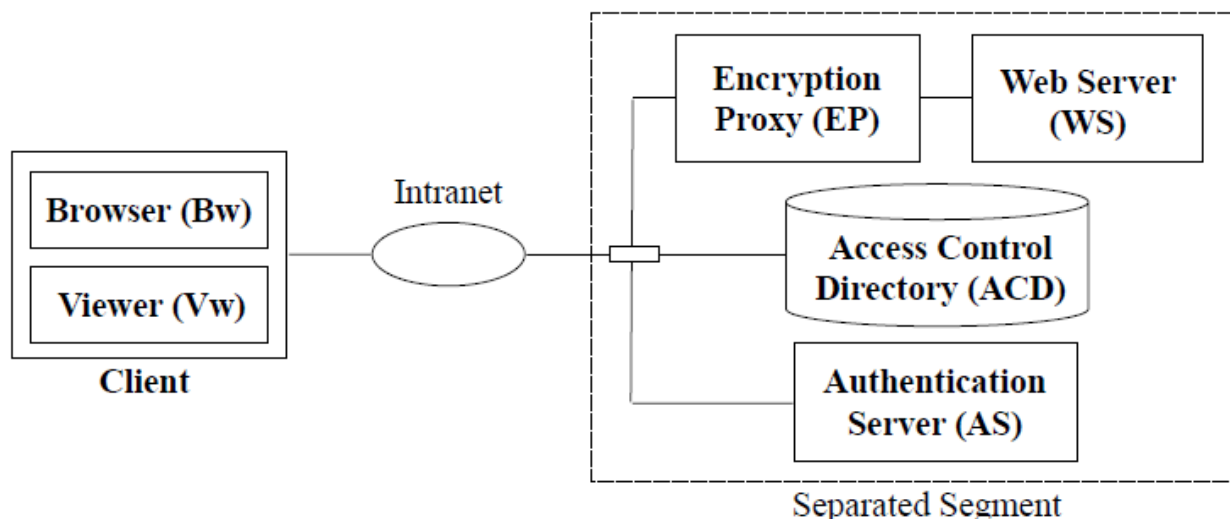 Encryption
Proxy (EP)
Web Server
(WS)
Intranet
Browser (Bw)
Viewer (Vw)
Client
Access Control
Directory (ACD)
Authentication
Server (AS)
Separated Segment